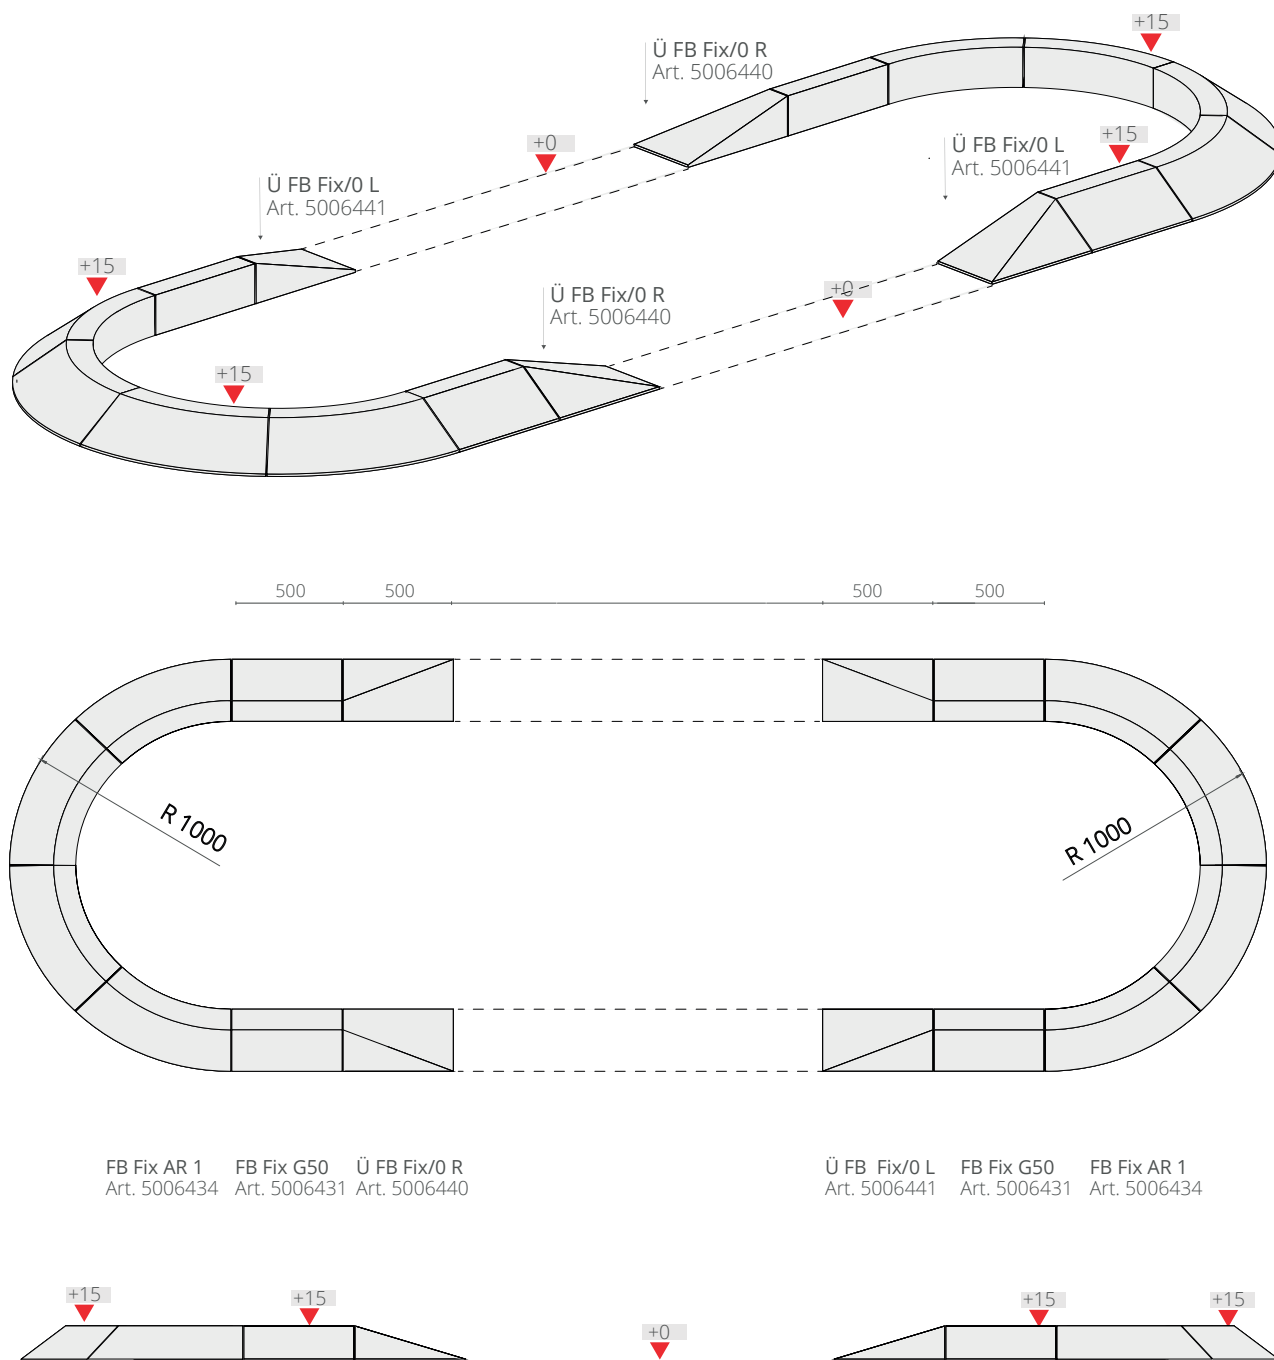 +15
Ü FB Fix/0 R
Art. 5006440
+0
+15
Ü FB Fix/0 L
Art. 5006441
Ü FB Fix/0 L
Art. 5006441
+15
+0
Ü FB Fix/0 R
Art. 5006440
+15
500 500 500 500
R 1000
R 1000
FB Fix AR 1 FB Fix G50 Ü FB Fix/0 R
Art. 5006434 Art. 5006431 Art. 5006440
Ü FB Fix/0 L FB Fix G50 FB Fix AR 1
Art. 5006441 Art. 5006431 Art. 5006434
+15 +15 +0 +15 +15